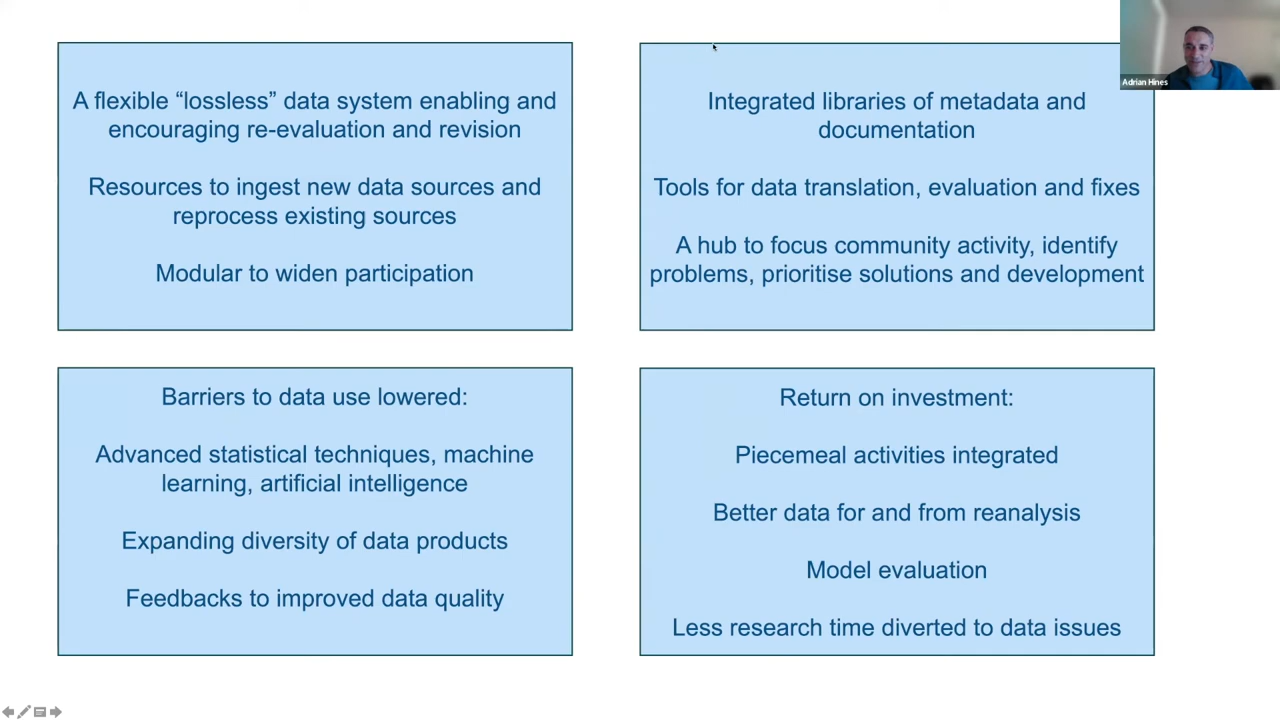 A flexible “lossless” data system enabling and
encouraging re-evaluation and revision
Resources to ingest new data sources and
reprocess existing sources
Modular to widen participation
Integrated libraries of metadata and
documentation
Tools for data translation, evaluation and fixes
A hub to focus community activity, identify
problems, prioritise solutions and development
Barriers to data use lowered:
Advanced statistical techniques, machine
learning, artificial intelligence
Expanding diversity of data products
Feedbacks to improved data quality
Return on investment:
Piecemeal activities integrated
Better data for and from reanalysis
Model evaluation
Less research time diverted to data issues
Adrian Hines